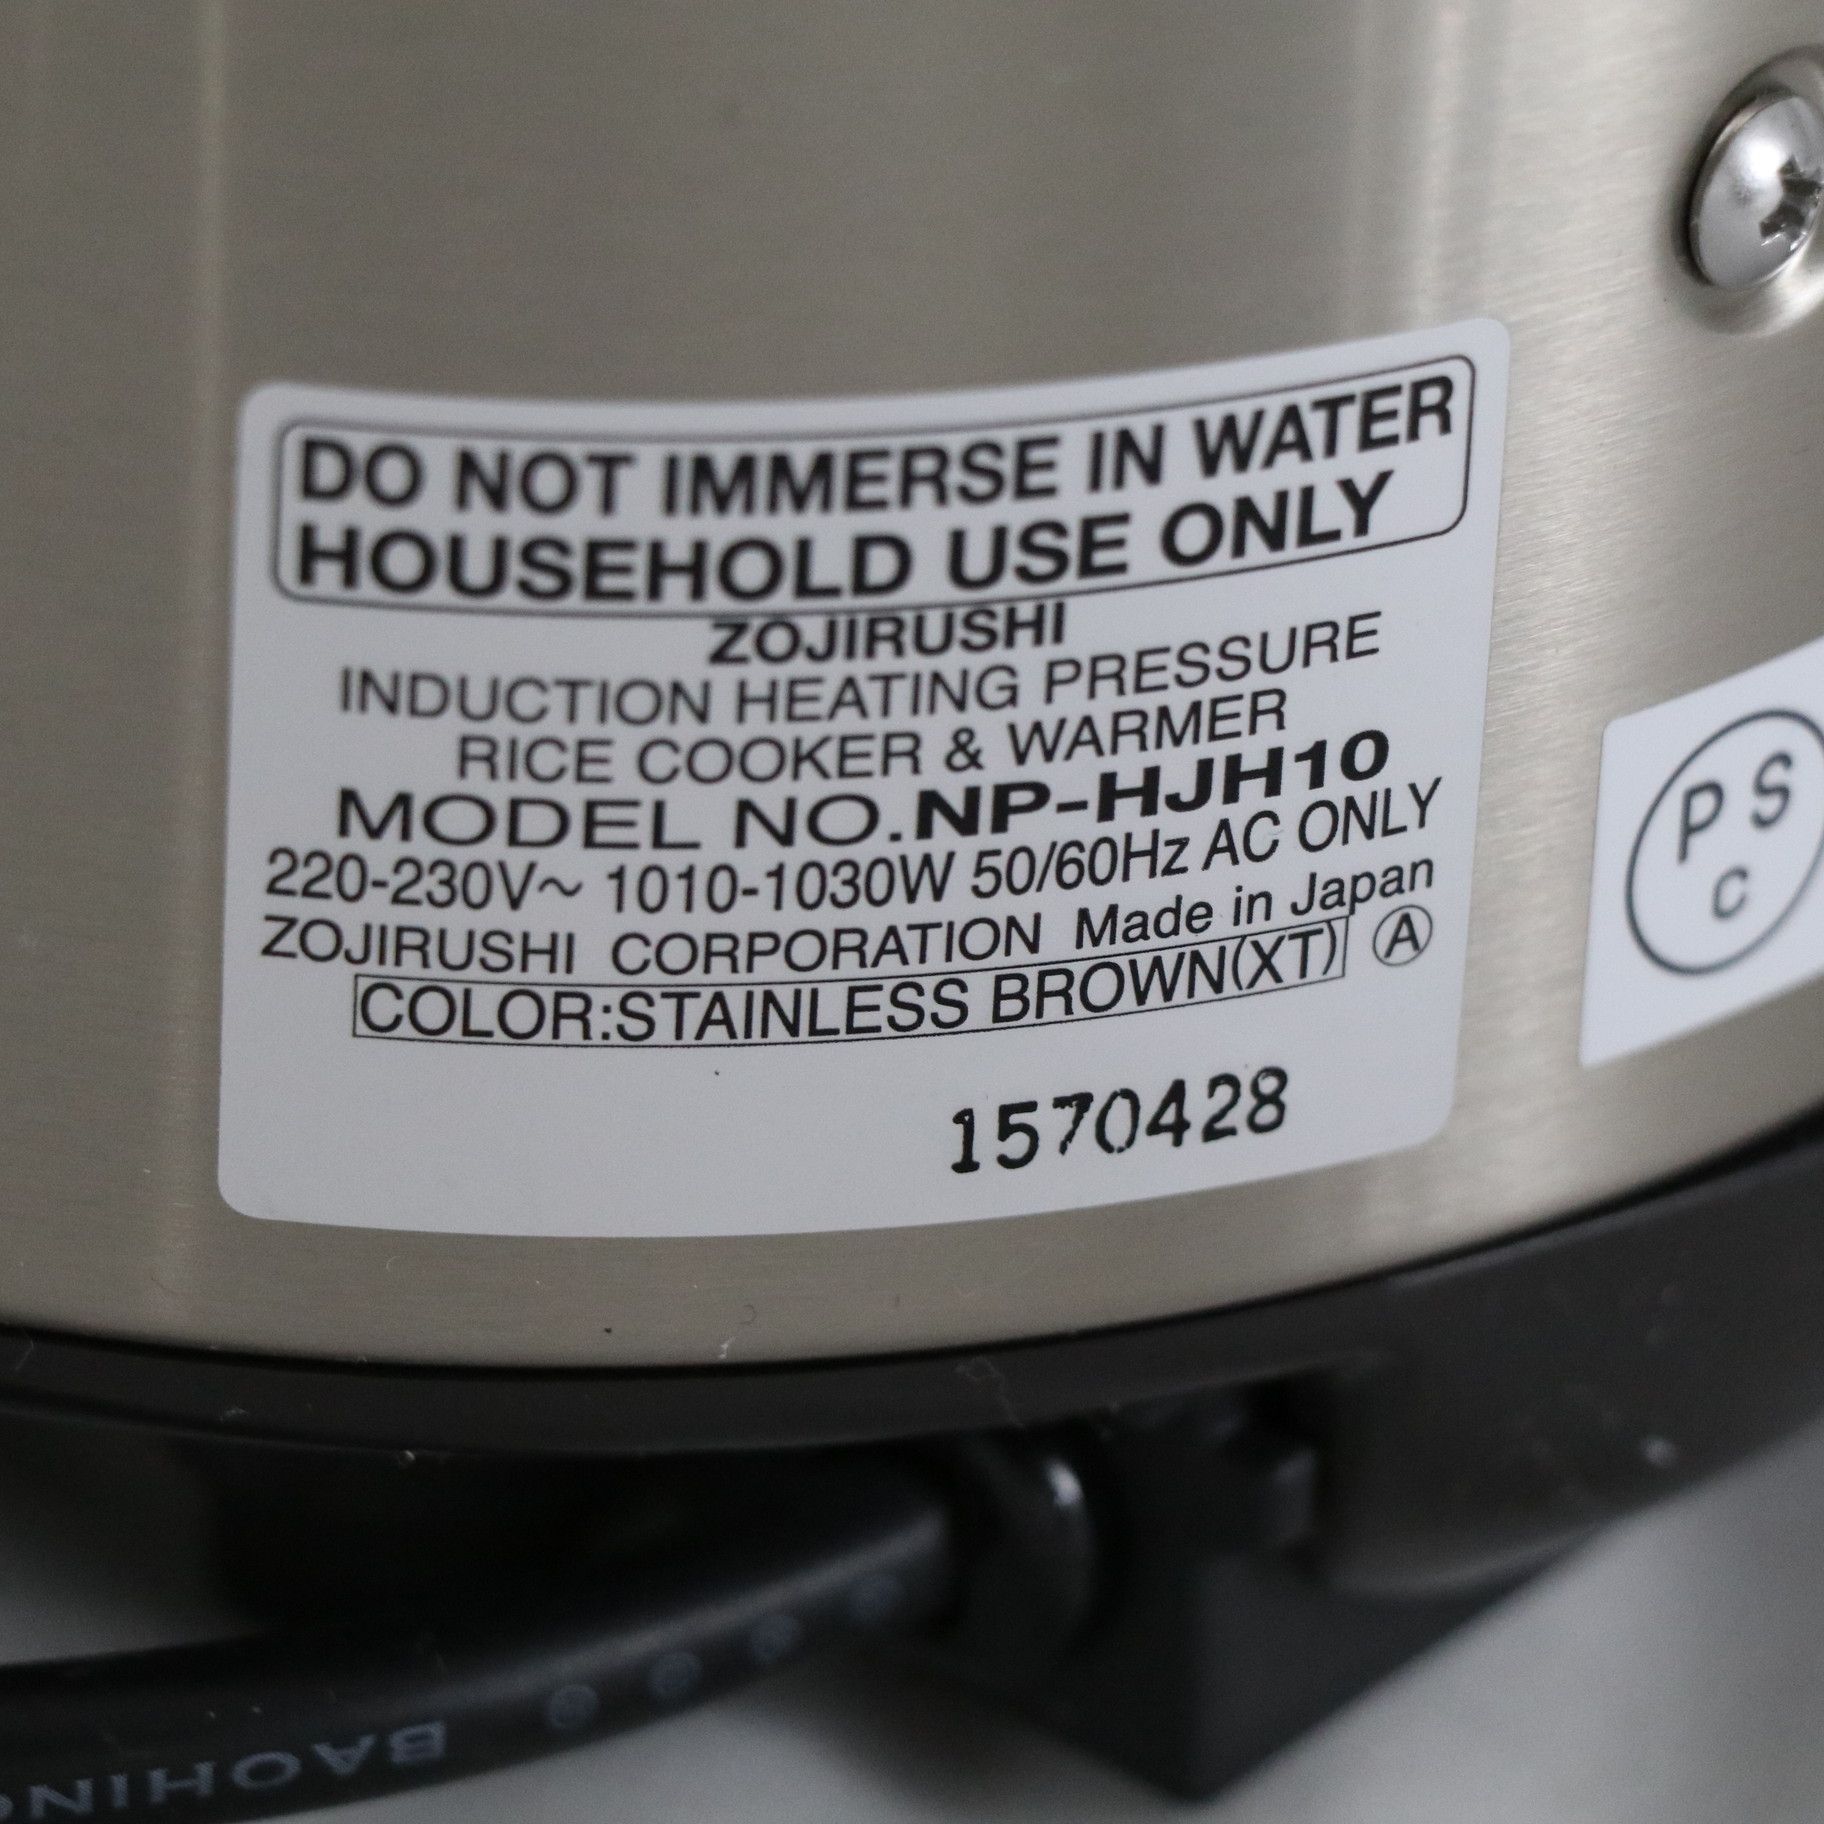 DO NOT IMMERSE IN WATER
HOUSEHOLD USE ONLY
ZOJIRUSHI
INDUCTION HEATING PRESSURE
RICE COOKER & WARMER
MODEL NO.NP-HJH10
220-230V~ 1010-1030W 50/60Hz AC ONLY
ZOJIRUSHI CORPORATION Made in Japan
COLOR:STAINLESS BROWN(XT) Ⓐ
1570428
P S
C